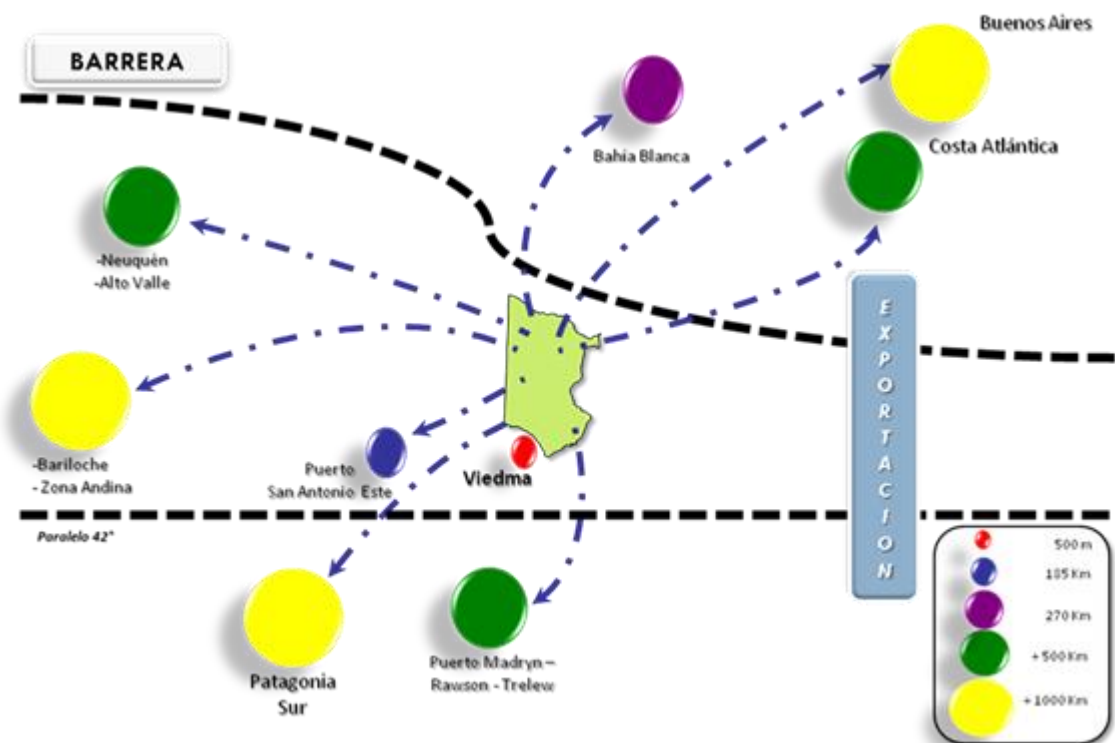 Buenos Aires
BARRERA
Bahía Blanca
Costa Atlántica
-Neuquén
-Alto Valle
EXPORTACION
-Bariloche
- Zona Andina
Puerto
San Antonio Este
Viedma
Paralelo 42°
500 m
185 Km
270 Km
+ 500 Km
+ 1000 Km
Patagonia
Sur
Puerto Madryn –
Rawson - Trelew